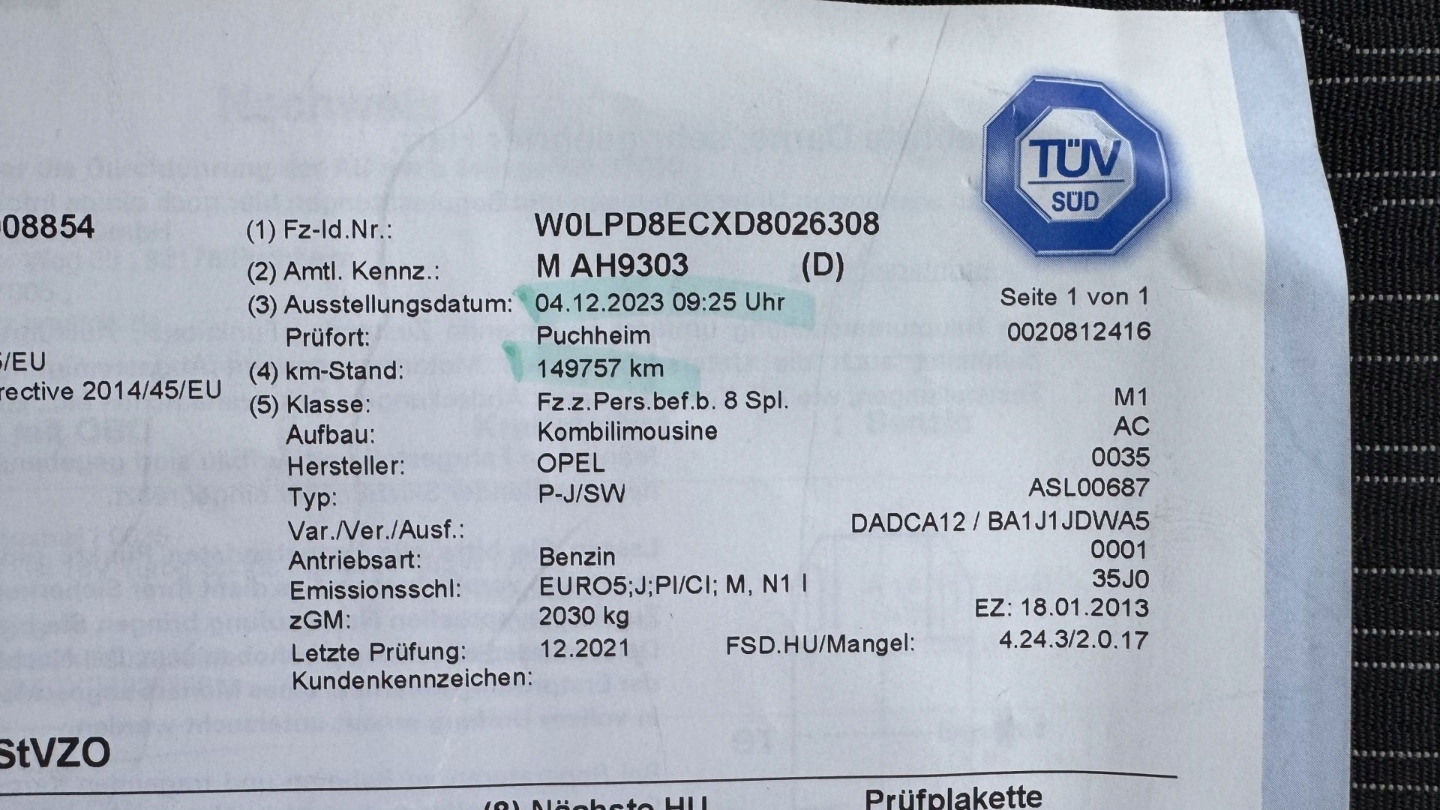 TÜV
SÜD
08854
(1) Fz-Id.Nr.: W0LPD8ECXD8026308
(2) Amtl. Kennz.: M AH9303 (D)
(3) Ausstellungsdatum: 04.12.2023 09:25 Uhr Seite 1 von 1
Prüfort: Puchheim 0020812416
/EU
(4) km-Stand: 149757 km
rective 2014/45/EU
(5) Klasse: Fz.z.Pers.bef.b. 8 Spl. M1
Aufbau: Kombilimousine AC
Hersteller: OPEL 0035
Typ: P-J/SW ASL00687
Var./Ver./Ausf.: DADCA12 / BA1J1JDWA5
Antriebsart: Benzin 0001
Emissionsschl: EURO5;J;PI/CI; M, N1 I 35J0
zGM: 2030 kg EZ: 18.01.2013
Letzte Prüfung: 12.2021 FSD.HU/Mangel: 4.24.3/2.0.17
Kundenkennzeichen:
StVZO
(8) Nächste HU Prüfplakette